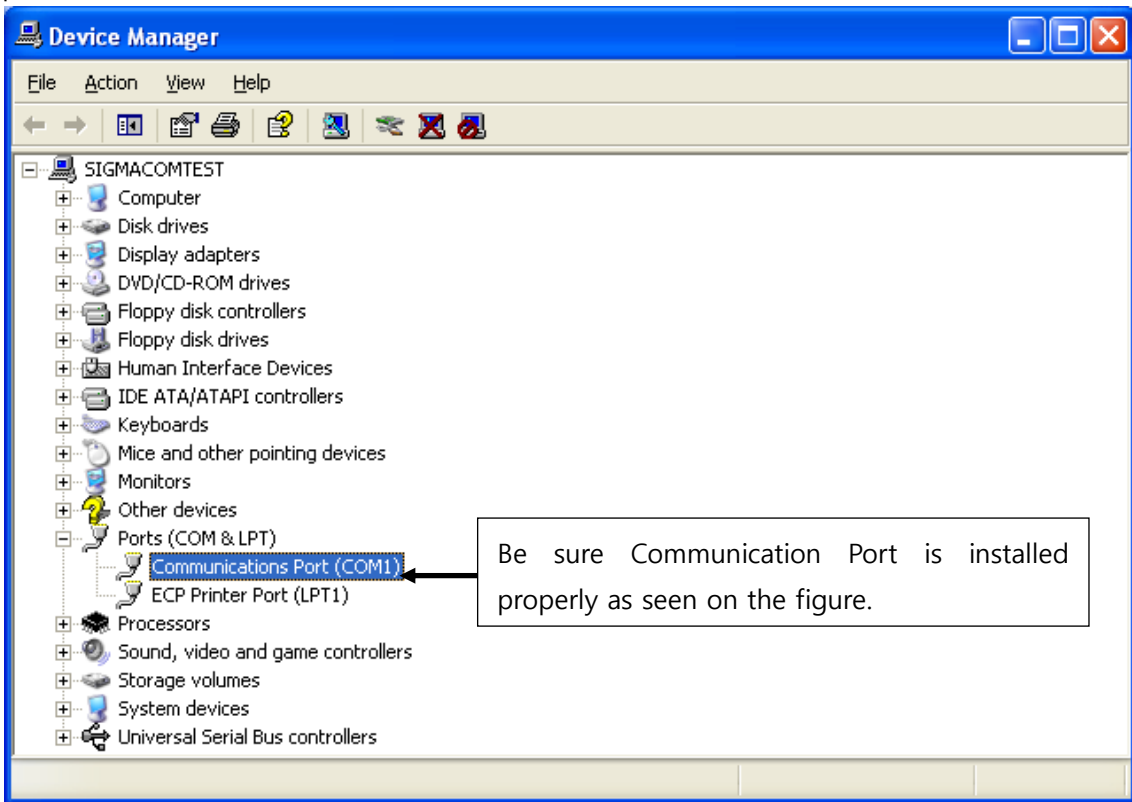 Device Manager
File Action View Help
SIGMACOMTEST
Computer
Disk drives
Display adapters
DVD/CD-ROM drives
Floppy disk controllers
Floppy disk drives
Human Interface Devices
IDE ATA/ATAPI controllers
Keyboards
Mice and other pointing devices
Monitors
Other devices
Ports (COM & LPT)
Communications Port (COM1)
ECP Printer Port (LPT1)
Processors
Sound, video and game controllers
Storage volumes
System devices
Universal Serial Bus controllers
Be sure Communication Port is installed
properly as seen on the figure.